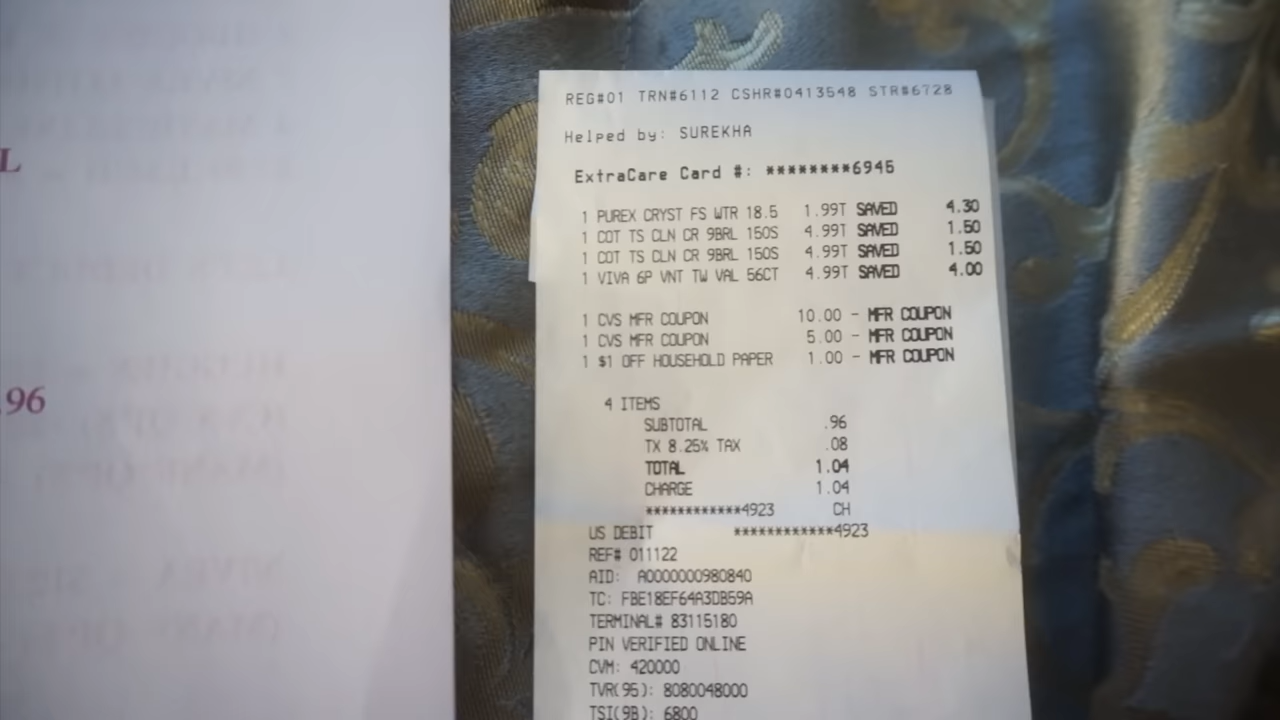 L
.96
REG#01 TRN#6112 CSHR#0413548 STR#6728
Helped by: SUREKHA
ExtraCare Card #: ********6945
1 PUREX CRYST FS WTR 18.5 1.99T SAVED 4.30
1 COT TS CLN CR 9BRL 150S 4.99T SAVED 1.50
1 COT TS CLN CR 9BRL 150S 4.99T SAVED 1.50
1 VIVA 6P VNT TW VAL 56CT 4.99T SAVED 4.00
1 CVS MFR COUPON 10.00 - MFR COUPON
1 CVS MFR COUPON 5.00 - MFR COUPON
1 $1 OFF HOUSEHOLD PAPER 1.00 - MFR COUPON
4 ITEMS
SUBTOTAL .96
TX 8.25% TAX .08
TOTAL 1.04
CHARGE 1.04
************4923 CH
US DEBIT ************4923
REF# 011122
AID: A0000000980840
TC: FBE18EF64A3DB59A
TERMINAL# 83115180
PIN VERIFIED ONLINE
CVM: 420000
TVR(95): 8080048000
TSI(9B): 6800